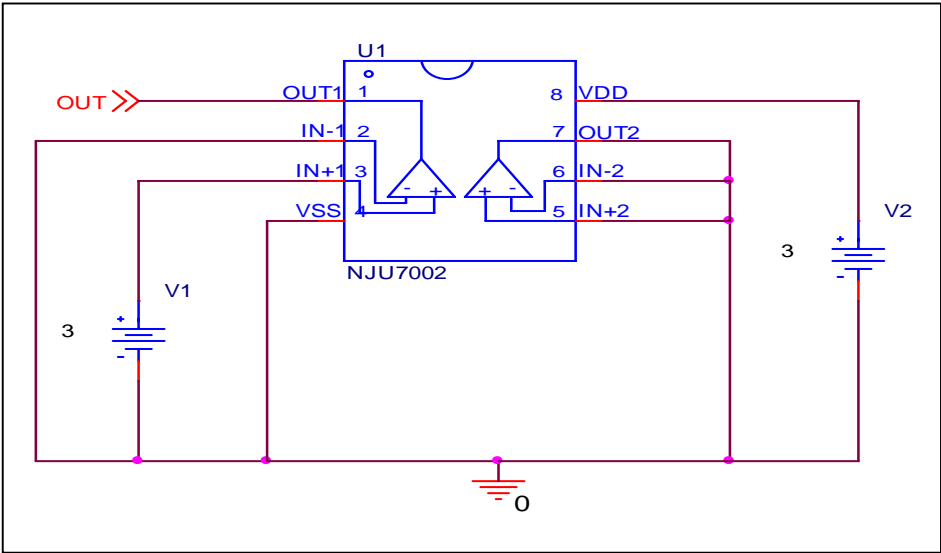 U1
OUT
OUT1 1
8 VDD
IN-1 2
7 OUT2
- +
+ -
IN+1 3
6 IN-2
VSS 4
5 IN+2
NJU7002
V2
+
3
-
V1
+
3
-
0